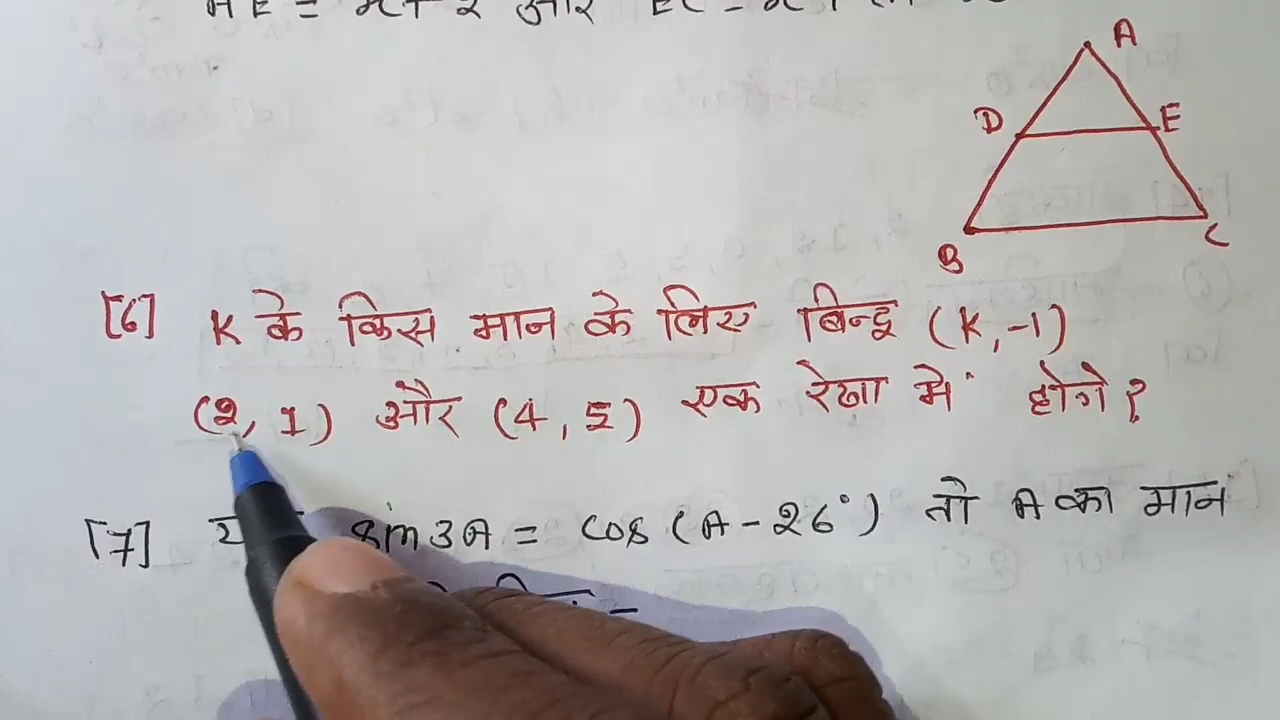 A
D E
B C
[6] K के किस मान के लिए बिन्दू (K, -1)
(2, 1) और (4, 5) एक रेखा में होगे?
[7] sin3A = cos (A - 26°) तो A का मान